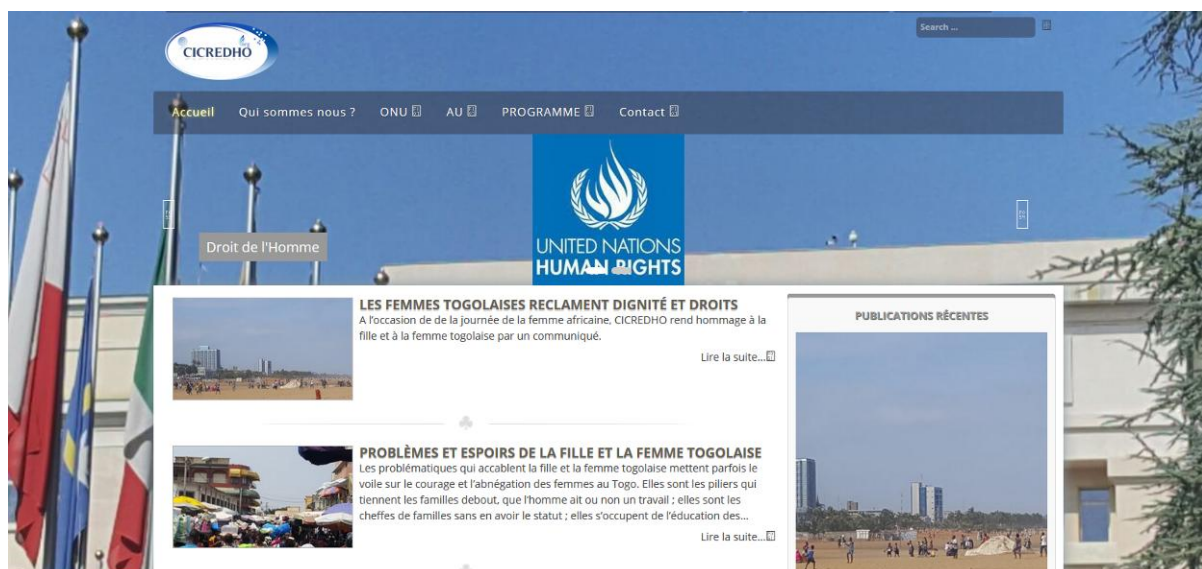 CICREDHO
Search ...
Accueil Qui sommes nous ? ONU AU PROGRAMME Contact
Droit de l'Homme
UNITED NATIONS
HUMAN RIGHTS
LES FEMMES TOGOLAISES RECLAMENT DIGNITÉ ET DROITS
A l'occasion de de la journée de la femme africaine, CICREDHO rend hommage à la
fille et à la femme togolaise par un communiqué.
Lire la suite...
PROBLÈMES ET ESPOIRS DE LA FILLE ET LA FEMME TOGOLAISE
Les problématiques qui accablent la fille et la femme togolaise mettent parfois le
voile sur le courage et l'abnégation des femmes au Togo. Elles sont les piliers qui
tiennent les familles debout, que l'homme ait ou non un travail ; elles sont les
cheffes de familles sans en avoir le statut ; elles s'occupent de l'éducation des...
Lire la suite...
PUBLICATIONS RÉCENTES